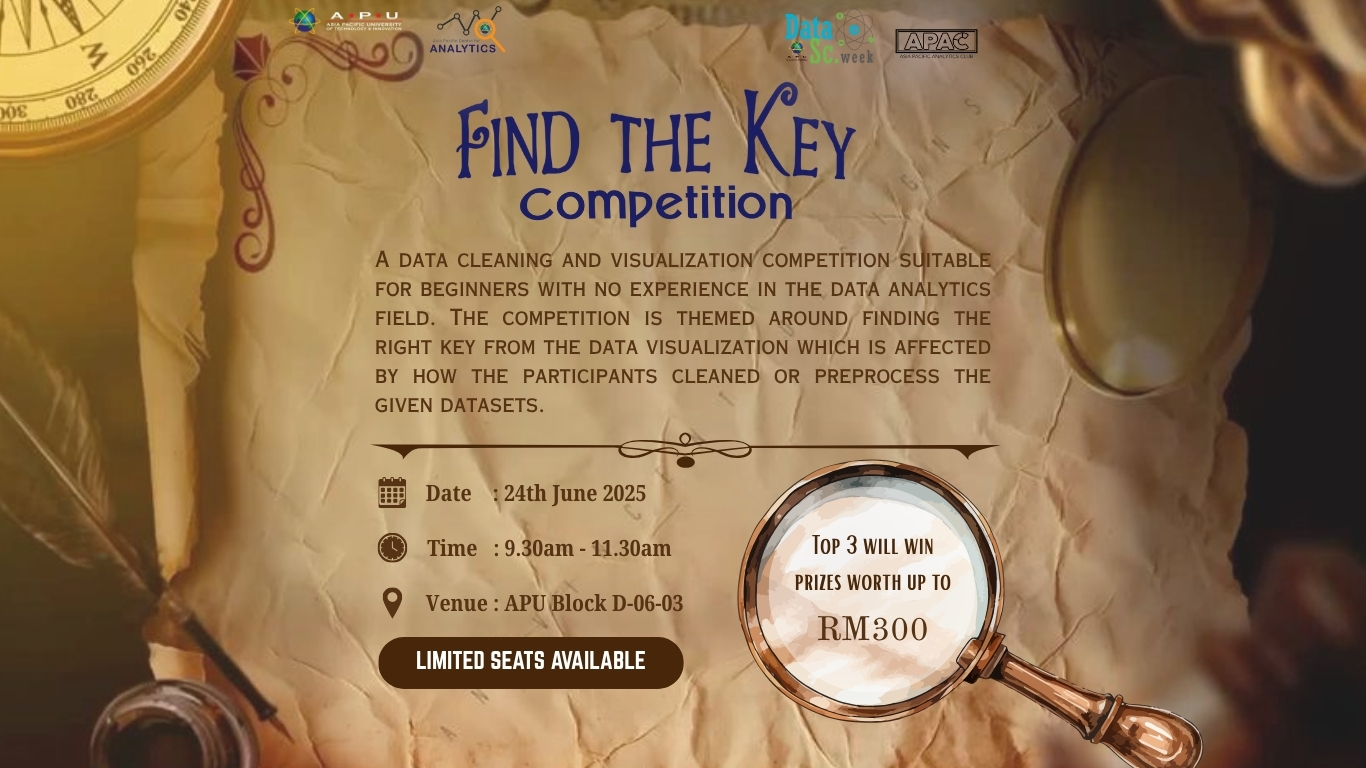 A·P·U
ASIA PACIFIC UNIVERSITY
OF TECHNOLOGY & INNOVATION
ANALYTICS
Data
Sc.week
APAC
ASIA PACIFIC ANALYTICS CLUB
FIND THE KEY
Competition
A DATA CLEANING AND VISUALIZATION COMPETITION SUITABLE
FOR BEGINNERS WITH NO EXPERIENCE IN THE DATA ANALYTICS
FIELD. THE COMPETITION IS THEMED AROUND FINDING THE
RIGHT KEY FROM THE DATA VISUALIZATION WHICH IS AFFECTED
BY HOW THE PARTICIPANTS CLEANED OR PREPROCESS THE
GIVEN DATASETS.
Date : 24th June 2025
Time : 9.30am - 11.30am
Venue : APU Block D-06-03
LIMITED SEATS AVAILABLE
TOP 3 WILL WIN
PRIZES WORTH UP TO
RM300
W
300
240